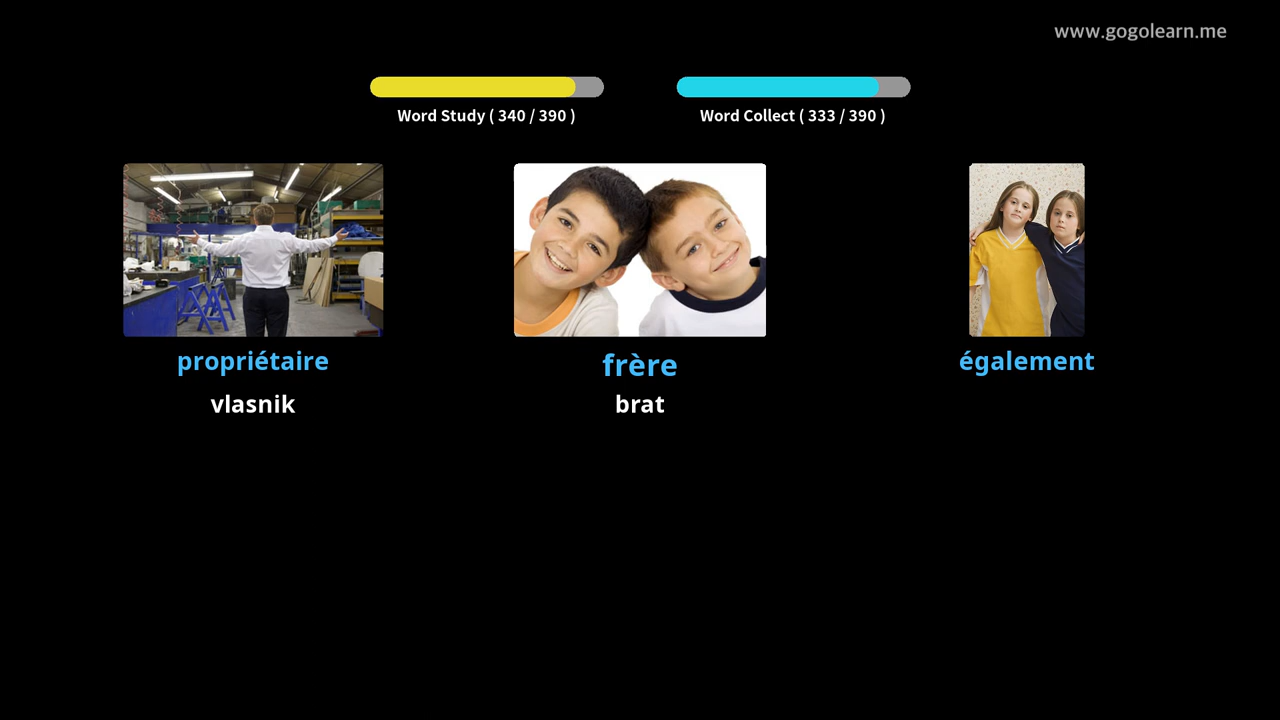 www.gogolearn.me
Word Study ( 340 / 390 )
Word Collect ( 333 / 390 )
propriétaire
frère
également
vlasnik
brat